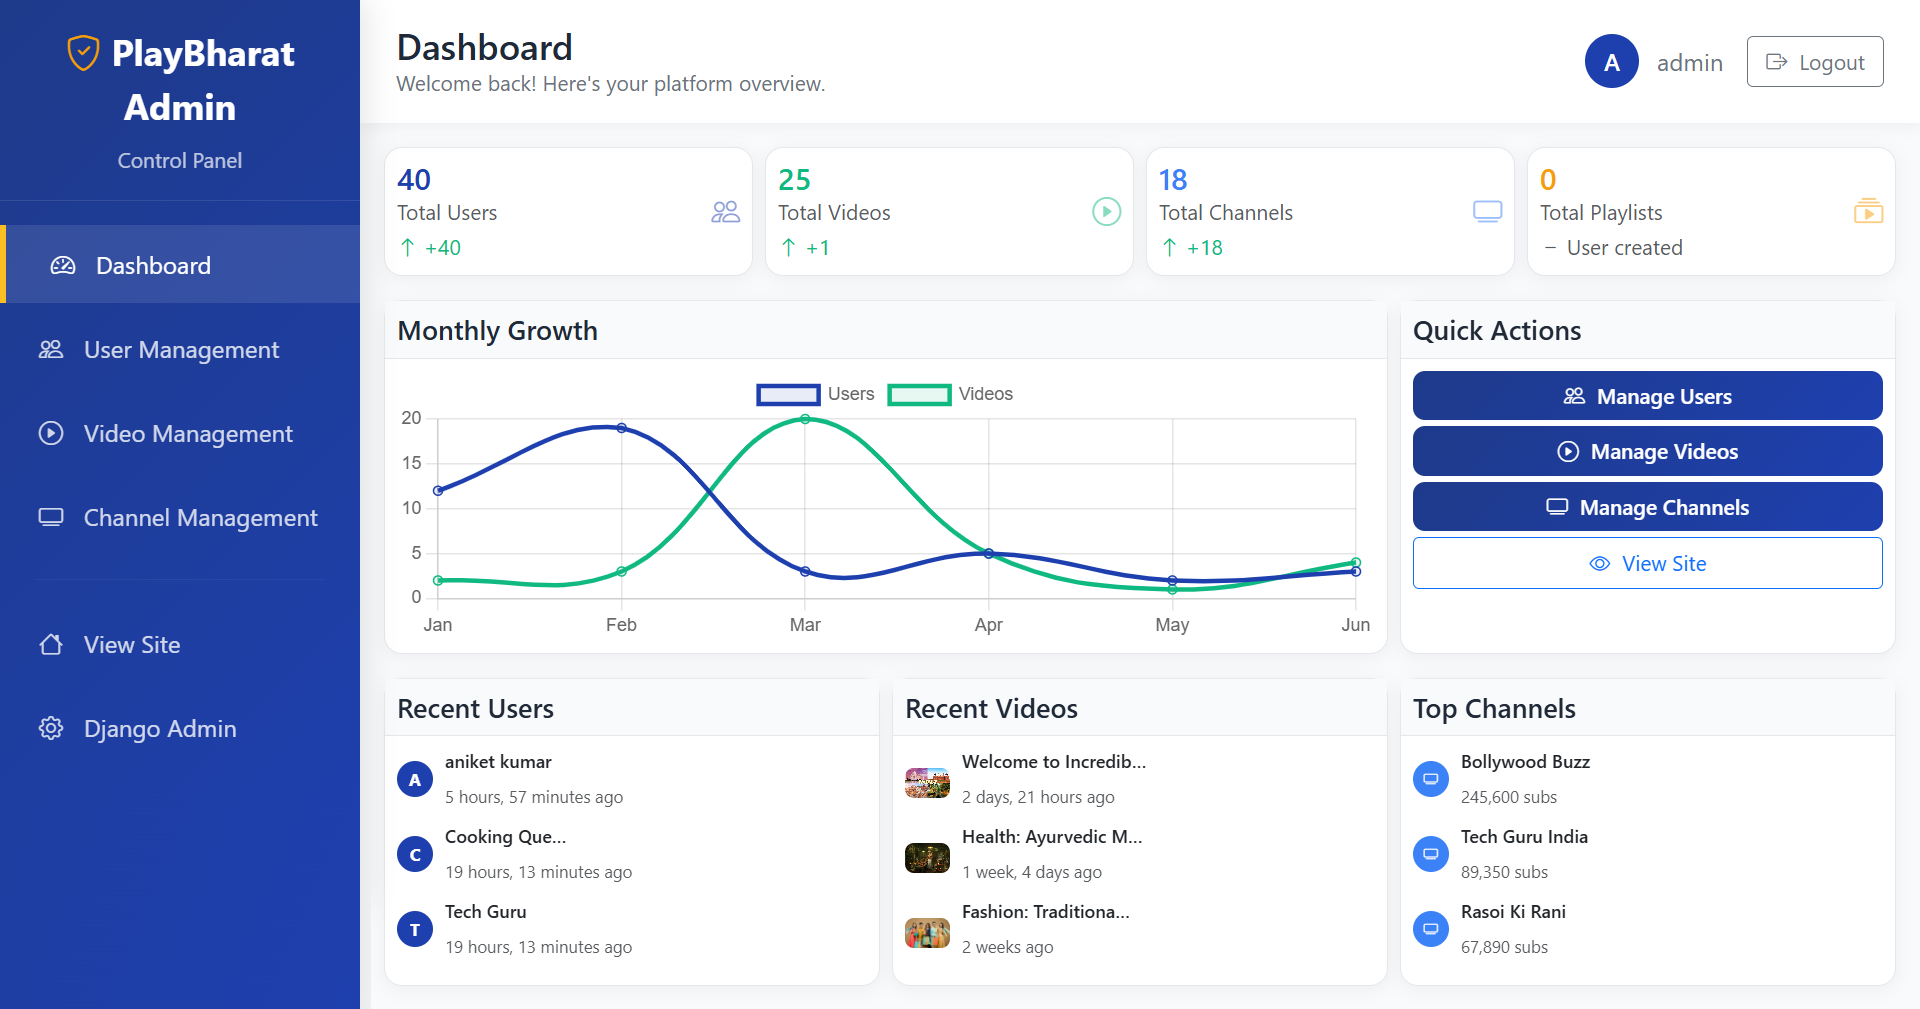 PlayBharat
Admin
Control Panel
Dashboard
User Management
Video Management
Channel Management
View Site
Django Admin
Dashboard
Welcome back! Here's your platform overview.
A
admin
Logout
40
Total Users
↑ +40
25
Total Videos
↑ +1
18
Total Channels
↑ +18
0
Total Playlists
– User created
Monthly Growth
Users
Videos
20
15
10
5
0
Jan
Feb
Mar
Apr
May
Jun
Quick Actions
Manage Users
Manage Videos
Manage Channels
View Site
Recent Users
A
aniket kumar
5 hours, 57 minutes ago
C
Cooking Que...
19 hours, 13 minutes ago
T
Tech Guru
19 hours, 13 minutes ago
Recent Videos
Welcome to Incredib...
2 days, 21 hours ago
Health: Ayurvedic M...
1 week, 4 days ago
Fashion: Traditiona...
2 weeks ago
Top Channels
Bollywood Buzz
245,600 subs
Tech Guru India
89,350 subs
Rasoi Ki Rani
67,890 subs